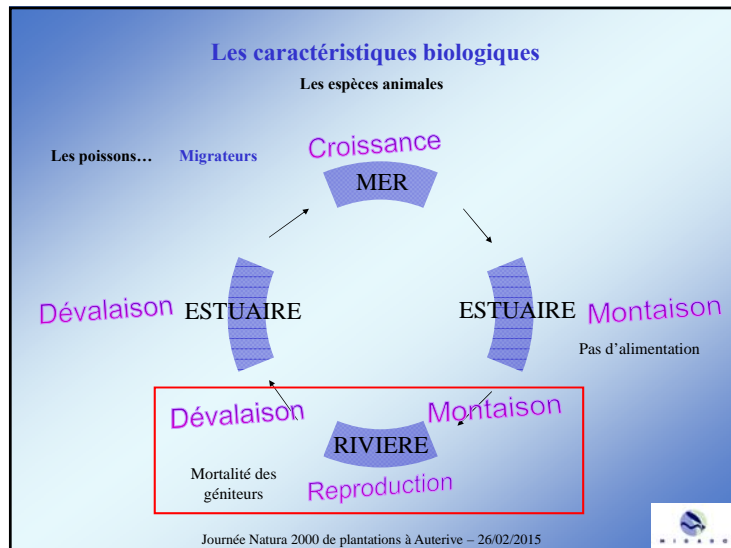 Les caractéristiques biologiques
Les espèces animales
Les poissons… Migrateurs
Croissance
MER
Dévalaison ESTUAIRE
ESTUAIRE Montaison
Pas d’alimentation
Dévalaison
Montaison
RIVIERE
Mortalité des
géniteurs
Reproduction
Journée Natura 2000 de plantations à Auterive – 26/02/2015
MIGADO